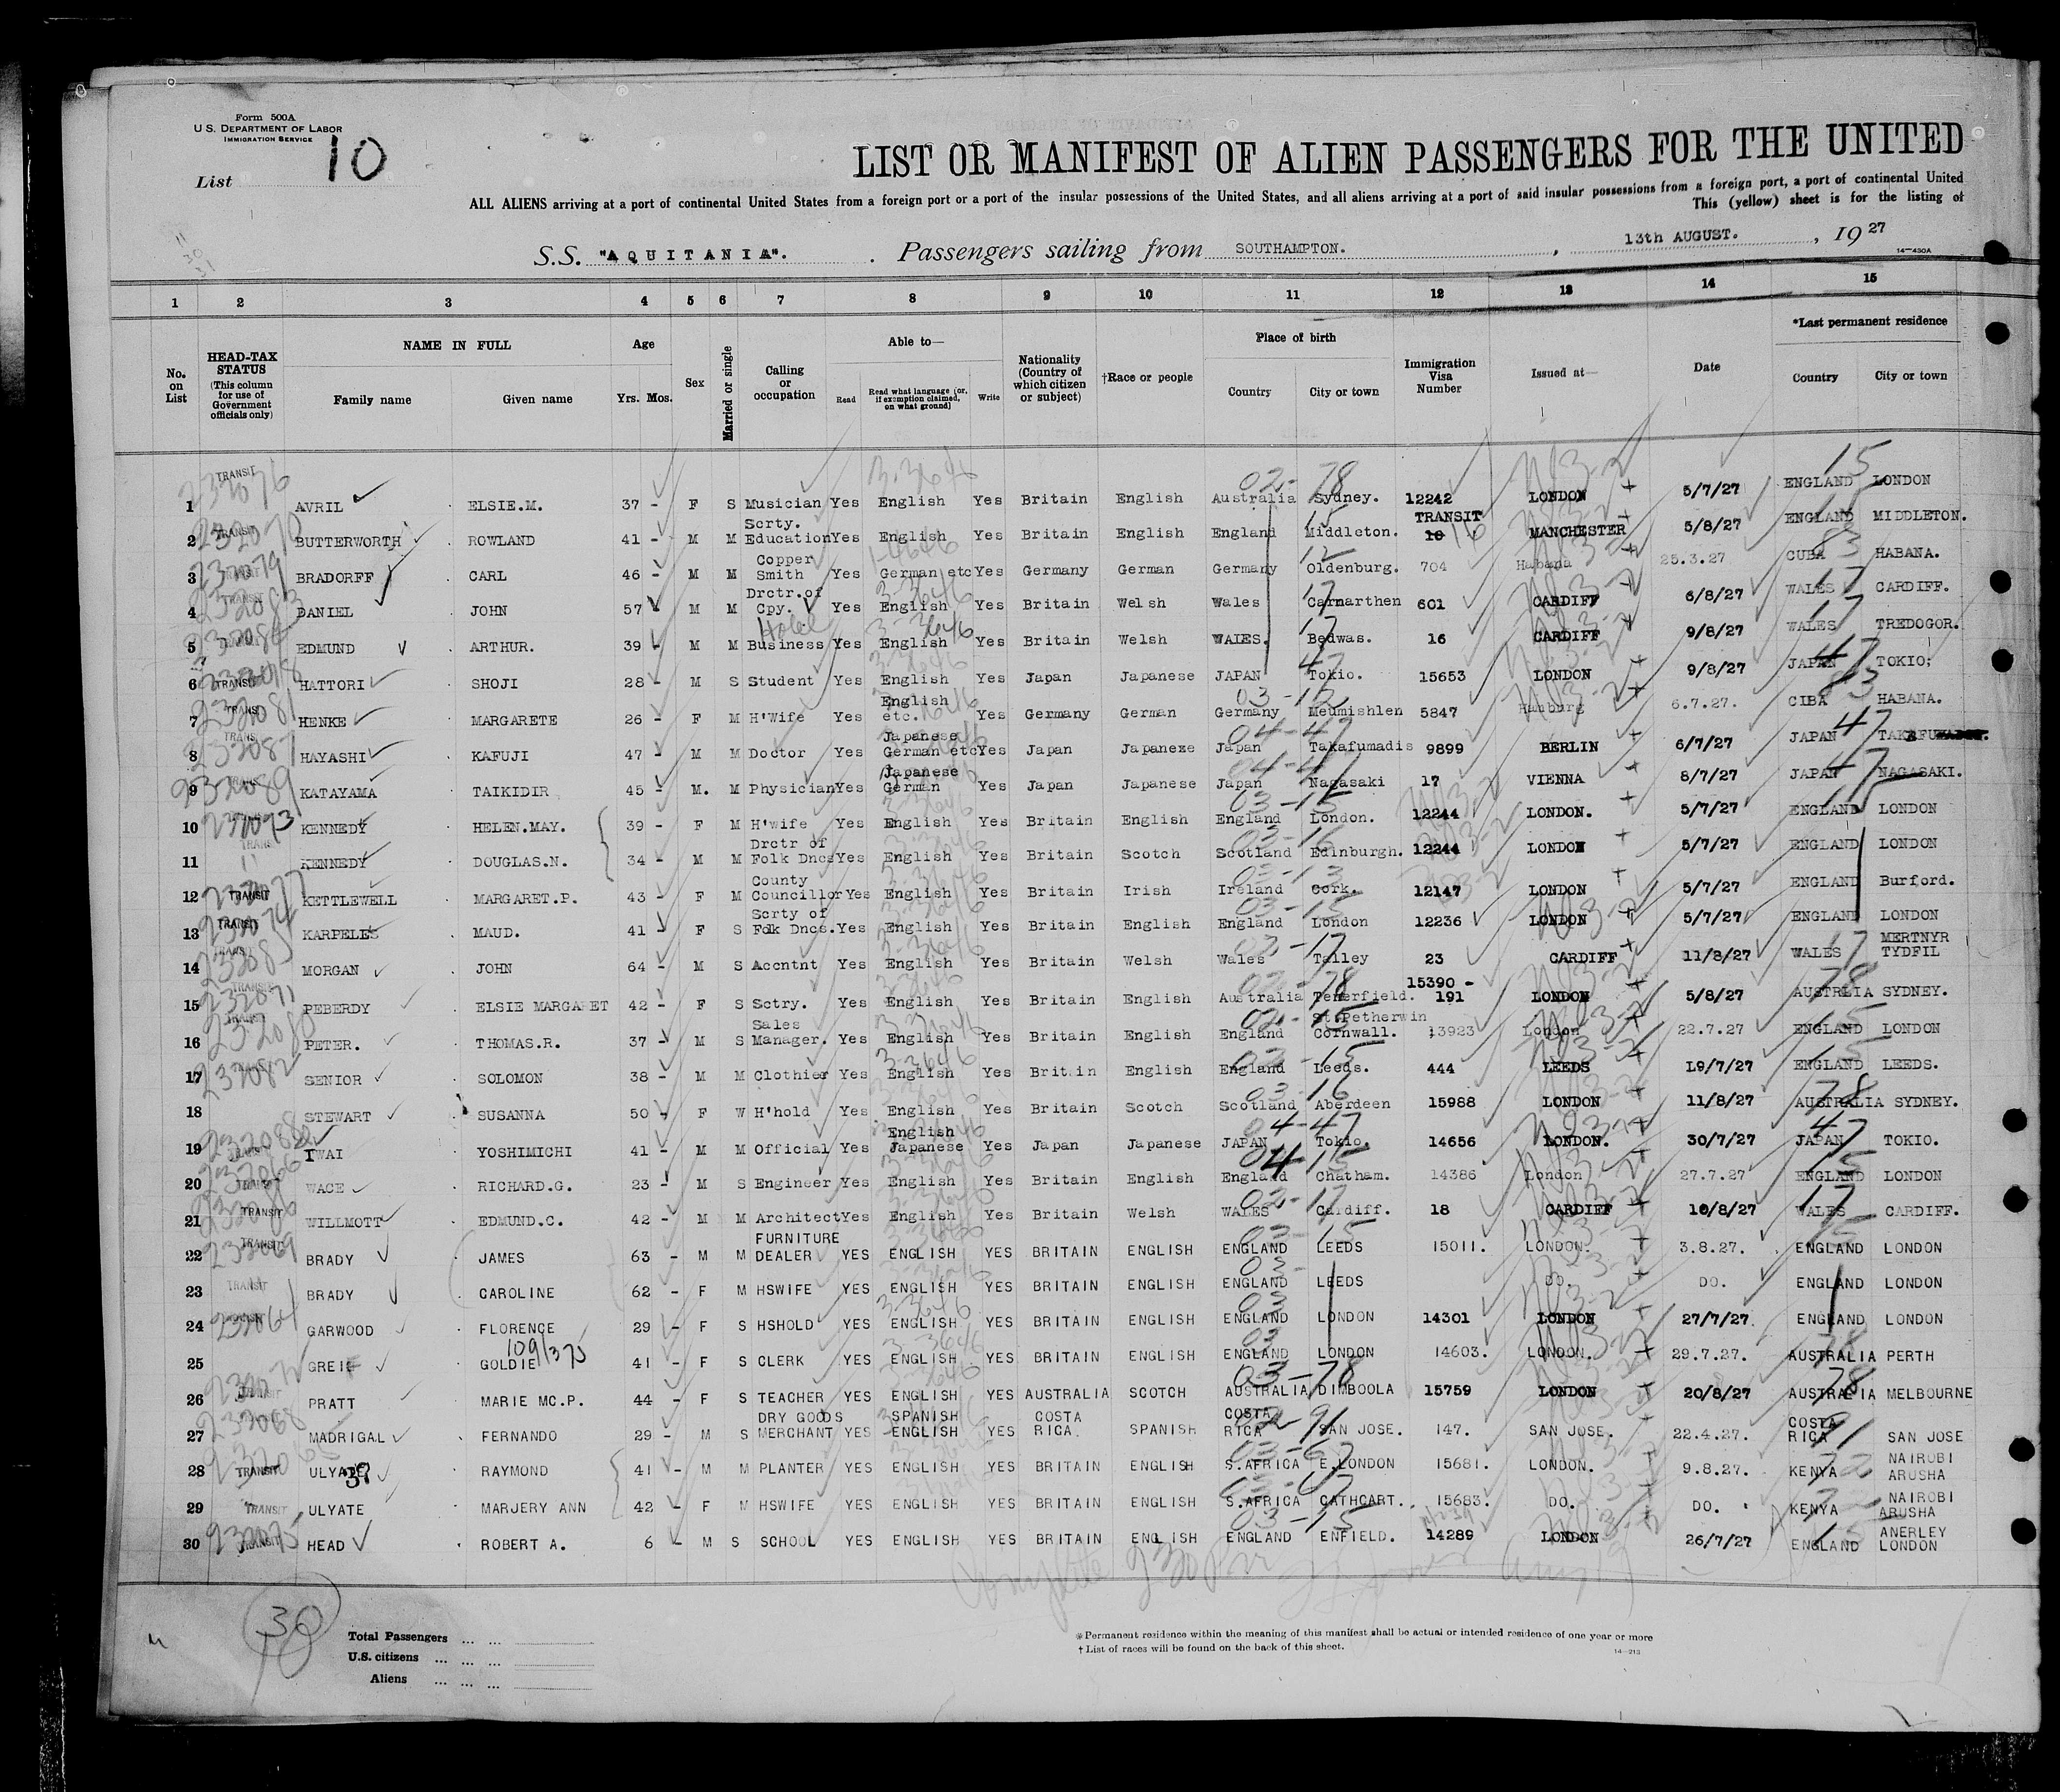 Form 500A
U. S. DEPARTMENT OF LABOR
IMMIGRATION SERVICE
List 10
LIST OR MANIFEST OF ALIEN PASSENGERS FOR THE UNITED
ALL ALIENS arriving at a port of continental United States from a foreign port or a port of the insular possessions of the United States, and all aliens arriving at a port of said insular possessions from a foreign port, a port of continental United
This (yellow) sheet is for the listing of
S.S. "AQUITANIA". Passengers sailing from SOUTHAMPTON. , 13th AUGUST. , 1927
14—430A
1 2 3 4 5 6 7 8 9 10 11 12 13 14 15
No. on List
HEAD-TAX STATUS (This column for use of Government officials only)
NAME IN FULL
Family name Given name
Age
Yrs. Mos.
Sex
Married or single
Calling or occupation
Able to—
Read Read what language (or, if exemption claimed, on what ground) Write
Nationality (Country of which citizen or subject)
†Race or people
Place of birth
Country City or town
Immigration Visa Number
Issued at—
Date
*Last permanent residence
Country City or town
1 TRANSIT AVRIL ELSIE.M. 37 - F S Musician Yes English Yes Britain English Australia Sydney. 12242 LONDON 5/7/27 ENGLAND LONDON
2 TRANSIT BUTTERWORTH ROWLAND 41 - M M Scrty. Education Yes English Yes Britain English England Middleton. TRANSIT 10 MANCHESTER 5/8/27 ENGLAND MIDDLETON.
3 BRADORFF CARL 46 - M M Copper Smith Yes German etc Yes Germany German Germany Oldenburg. 704 Habana 25.3.27 CUBA HABANA.
4 TRANSIT DANIEL JOHN 57 - M M Drctr.of Cpy. Yes English Yes Britain Welsh Wales Carmarthen 601 CARDIFF 6/8/27 WALES CARDIFF.
5 EDMUND ARTHUR. 39 - M M Hotel Business Yes English Yes Britain Welsh WALES. Bedwas. 16 CARDIFF 9/8/27 WALES TREDOGOR.
6 TRANSIT HATTORI SHOJI 28 - M S Student Yes English Yes Japan Japanese JAPAN Tokio. 15653 LONDON 9/8/27 JAPAN TOKIO;
7 TRANS HENKE MARGARETE 26 - F M H'Wife Yes English etc. Yes Germany German Germany Meumishlen 5847 Hamburg 6.7.27. CIBA HABANA.
8 TRANS HAYASHI KAFUJI 47 - M M Doctor Yes Japanese German etc Yes Japan Japaneze Japan Takafumadis 9899 BERLIN 6/7/27 JAPAN
9 TRANS KATAYAMA TAIKIDIR 45 - M. M Physician Yes Japanese German Yes Japan Japanese Japan Nagasaki 17 VIENNA 8/7/27 JAPAN NAGASAKI.
10 KENNEDY HELEN.MAY. 39 - F M H'wife Yes English Yes Britain English England London. 12244 LONDON. 5/7/27 ENGLAND LONDON
11 TRANS KENNEDY DOUGLAS.N. 34 - M M Drctr of Folk Dncs Yes English Yes Britain Scotch Scotland Edinburgh. 12244 LONDON 5/7/27 ENGLAND LONDON
12 TRANSIT KETTLEWELL MARGARET.P. 43 - F M County Councillor Yes English Yes Britain Irish Ireland Cork. 12147 LONDON 5/7/27 ENGLAND Burford.
13 TRANSIT KARPELES MAUD. 41 F S Scrty of Fdk Dncs. Yes English Yes Britain English England London 12236 LONDON 5/7/27 ENGLAND LONDON
14 TRANS MORGAN JOHN 64 - M S Accntnt Yes English Yes Britain Welsh Wales Talley 23 CARDIFF 11/8/27 WALES MERTNYR TYDFIL
15 TRANSIT PEBERDY ELSIE MARGARET 42 - F S Sctry. Yes English Yes Britain English Australia Tenerfield. 15390 - 191 LONDON 5/8/27 AUSTRLIA SYDNEY.
16 PETER. THOMAS.R. 37 - M S Sales Manager. Yes English Yes Britain English England St.Petherwin Cornwall. 13923 London 22.7.27 ENGLAND LONDON
17 SENIOR SOLOMON 38 - M M Clothier Yes English Yes Britain English England Leeds. 444 LEEDS 19/7/27 ENGLAND LEEDS.
18 STEWART SUSANNA 50 - F W H'hold Yes English Yes Britain Scotch Scotland Aberdeen 15988 LONDON 11/8/27 AUSTRALIA SYDNEY.
19 IWAI YOSHIMICHI 41 - M M Official Yes English Japanese Yes Japan Japanese JAPAN Tokio. 14656 LONDON. 30/7/27 JAPAN TOKIO.
20 TRANSIT WACE RICHARD.G. 23 - M S Engineer Yes English Yes Britain English England Chatham. 14386 London 27.7.27 ENGLAND LONDON
21 TRANSIT WILLMOTT EDMUND.C. 42 - M M Architect Yes English Yes Britain Welsh WALES Cardiff. 18 CARDIFF 10/8/27 WALES CARDIFF.
22 TRANSIT BRADY JAMES 63 - M M FURNITURE DEALER YES ENGLISH YES BRITAIN ENGLISH ENGLAND LEEDS 15011. LONDON. 3.8.27. ENGLAND LONDON
23 TRANSIT BRADY CAROLINE 62 - F M HSWIFE YES ENGLISH YES BRITAIN ENGLISH ENGLAND LEEDS DO. DO. ENGLAND LONDON
24 GARWOOD FLORENCE 29 - F S HSHOLD YES ENGLISH YES BRITAIN ENGLISH ENGLAND LONDON 14301 LONDON 27/7/27. ENGLAND LONDON
25 GREIF GOLDIE 109/375 41 - F S CLERK YES ENGLISH YES BRITAIN ENGLISH ENGLAND LONDON 14603. LONDON. 29.7.27. AUSTRALIA PERTH
26 TRANSIT PRATT MARIE MC.P. 44 - F S TEACHER YES ENGLISH YES AUSTRALIA SCOTCH AUSTRALIA DIMBOOLA 15759 LONDON 20/8/27 AUSTRALIA MELBOURNE
27 MADRIGAL FERNANDO 29 - M S DRY GOODS MERCHANT YES SPANISH ENGLISH YES COSTA RICA. SPANISH COSTA RICA SAN JOSE. 147. SAN JOSE. 22.4.27. COSTA RICA SAN JOSE
28 TRANSIT ULYATE RAYMOND 41 - M M PLANTER YES ENGLISH YES BRITAIN ENGLISH S.AFRICA E.LONDON 15681. LONDON. 9.8.27. KENYA NAIROBI ARUSHA
29 TRANSIT ULYATE MARJERY ANN 42 - F M HSWIFE YES ENGLISH YES BRITAIN ENGLISH S.AFRICA CATHCART. 15683. DO. DO. KENYA NAIROBI ARUSHA
30 TRANSIT HEAD ROBERT A. 6 - M S SCHOOL YES ENGLISH YES BRITAIN ENGLISH ENGLAND ENFIELD. 14289 LONDON 26/7/27 ENGLAND ANERLEY LONDON
30
Total Passengers ... ...
U.S. citizens ... ... ...
Aliens ... ... ...
* Permanent residence within the meaning of this manifest shall be actual or intended residence of one year or more
† List of races will be found on the back of this sheet.
14—213